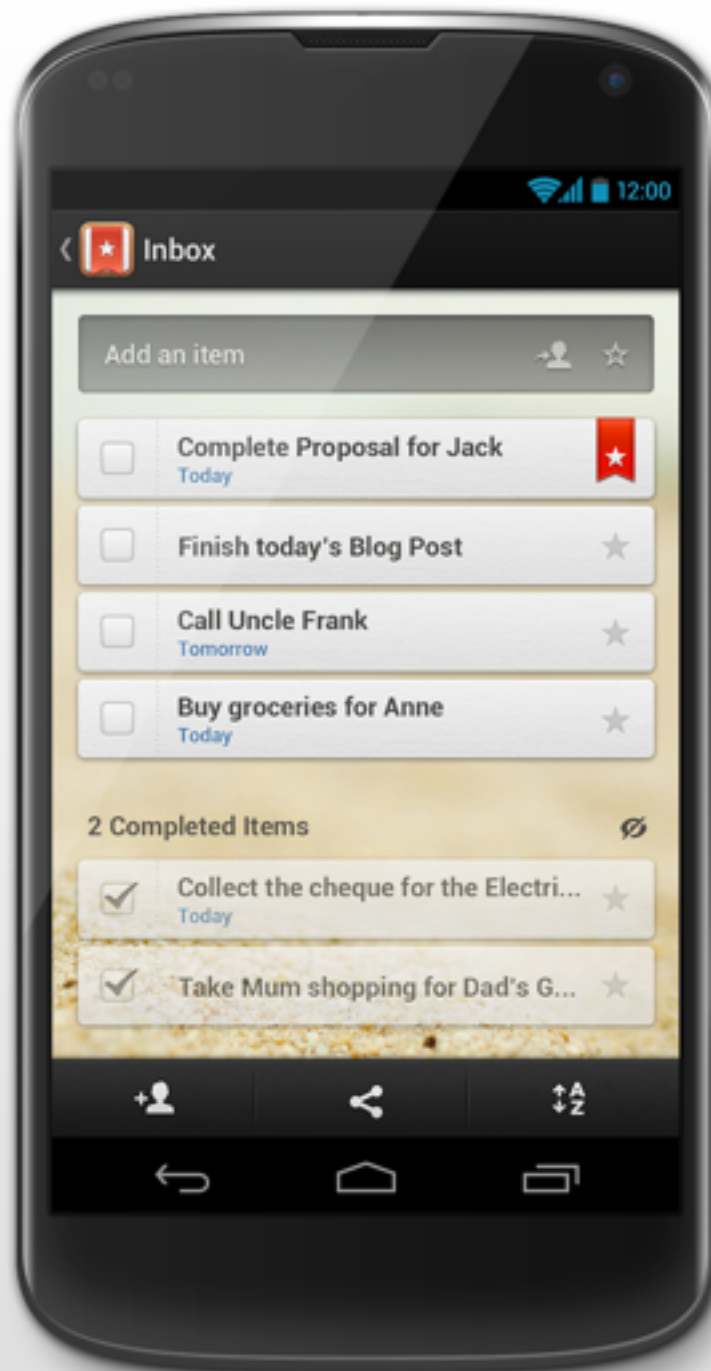 12:00
Inbox
Add an item
Complete Proposal for Jack
Today
Finish today's Blog Post
Call Uncle Frank
Tomorrow
Buy groceries for Anne
Today
2 Completed Items
Collect the cheque for the Electri...
Today
Take Mum shopping for Dad's G...
A
Z